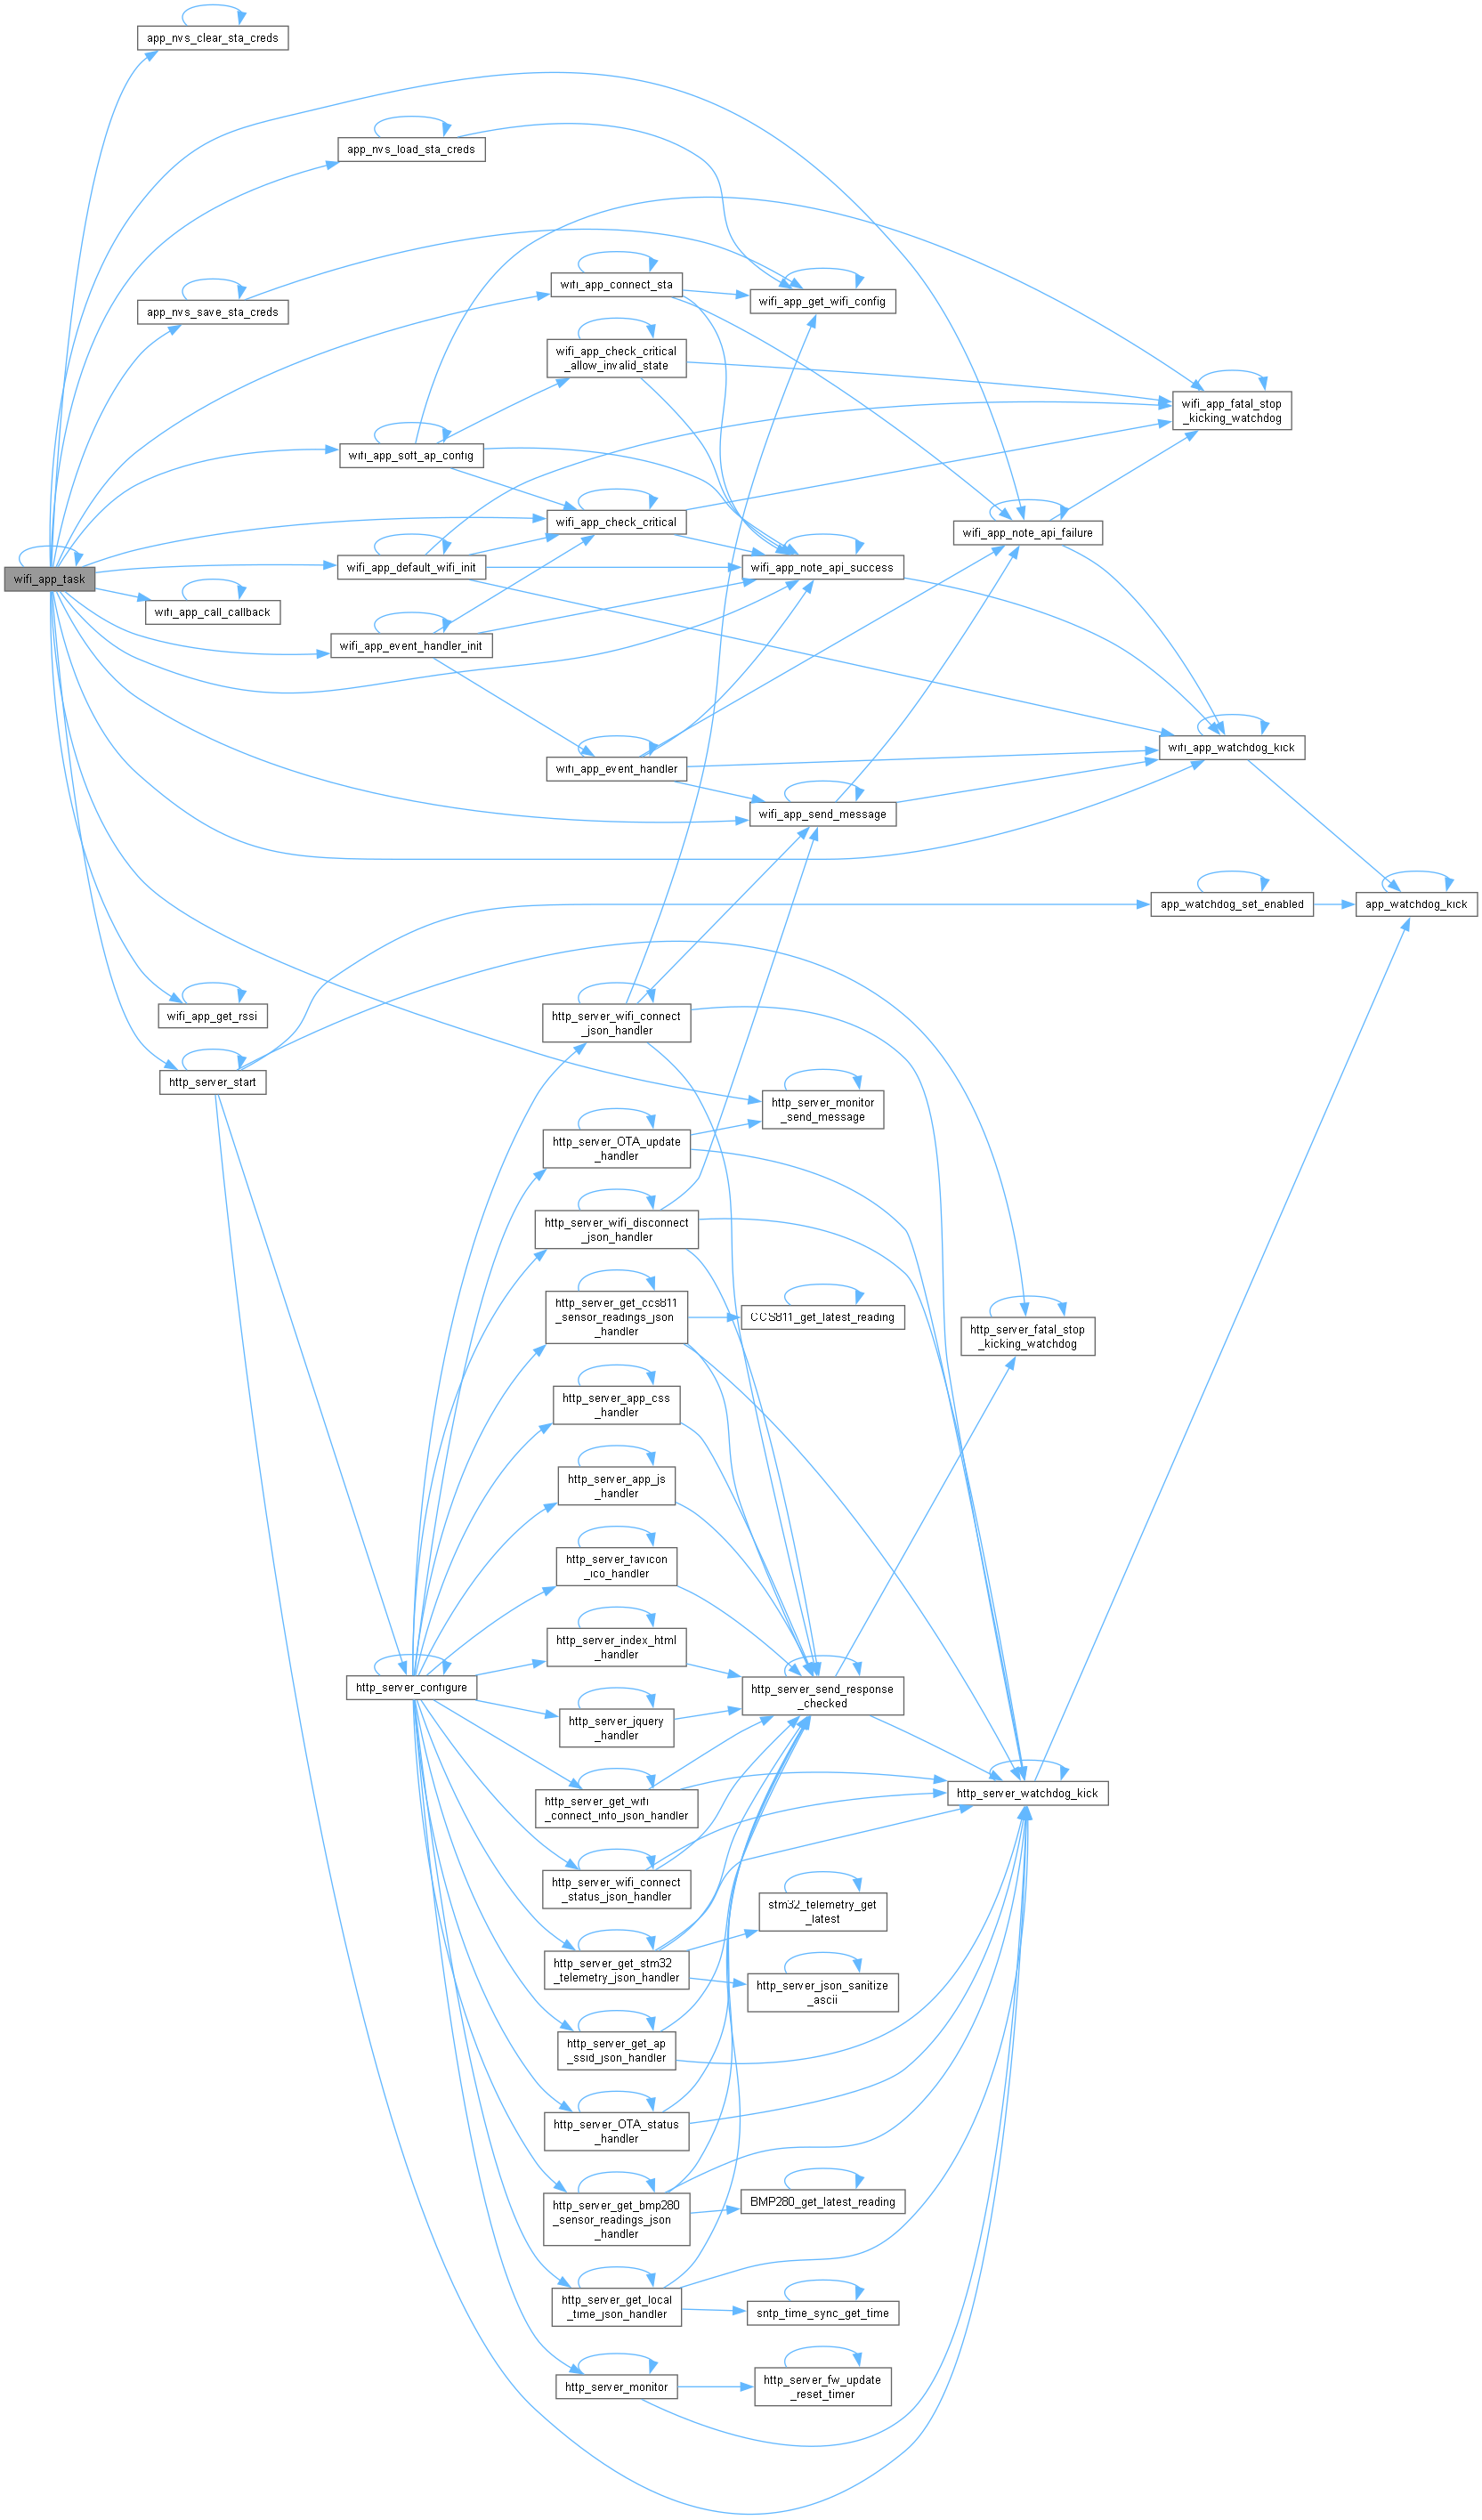 app_nvs_clear_sta_creds
app_nvs_load_sta_creds
wifi_app_connect_sta
wifi_app_get_wifi_config
app_nvs_save_sta_creds
wifi_app_check_critical
_allow_invalid_state
wifi_app_fatal_stop
_kicking_watchdog
wifi_app_soft_ap_config
wifi_app_check_critical
wifi_app_note_api_failure
wifi_app_default_wifi_init
wifi_app_note_api_success
wifi_app_task
wifi_app_call_callback
wifi_app_event_handler_init
wifi_app_watchdog_kick
wifi_app_event_handler
wifi_app_send_message
app_watchdog_set_enabled
app_watchdog_kick
wifi_app_get_rssi
http_server_wifi_connect
_json_handler
http_server_start
http_server_monitor
_send_message
http_server_OTA_update
_handler
http_server_wifi_disconnect
_json_handler
http_server_get_ccs811
_sensor_readings_json
_handler
CCS811_get_latest_reading
http_server_fatal_stop
_kicking_watchdog
http_server_app_css
_handler
http_server_app_js
_handler
http_server_favicon
_ico_handler
http_server_index_html
_handler
http_server_configure
http_server_send_response
_checked
http_server_jquery
_handler
http_server_get_wifi
_connect_info_json_handler
http_server_watchdog_kick
http_server_wifi_connect
_status_json_handler
stm32_telemetry_get
_latest
http_server_get_stm32
_telemetry_json_handler
http_server_json_sanitize
_ascii
http_server_get_ap
_ssid_json_handler
http_server_OTA_status
_handler
http_server_get_bmp280
_sensor_readings_json
_handler
BMP280_get_latest_reading
http_server_get_local
_time_json_handler
sntp_time_sync_get_time
http_server_monitor
http_server_fw_update
_reset_timer